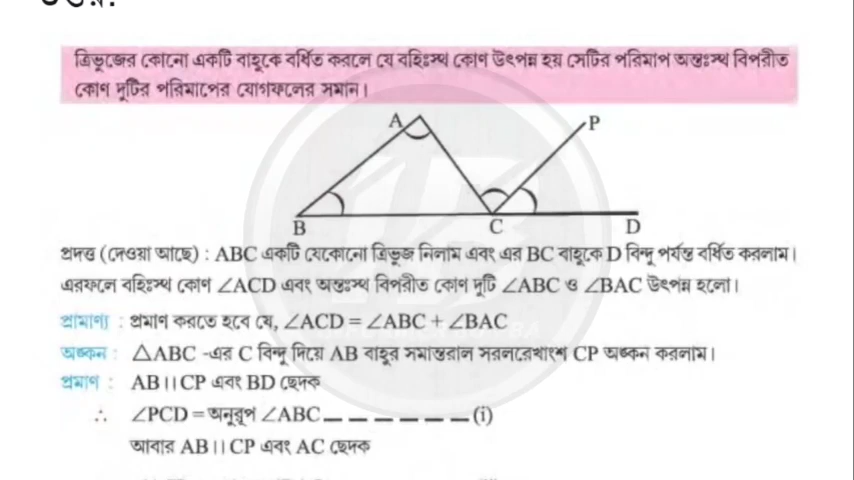 ত্রিভুজের কোনো একটি বাহুকে বর্ধিত করলে যে বহিঃস্থ কোণ উৎপন্ন হয় সেটির পরিমাপ অন্তঃস্থ বিপরীত
কোণ দুটির পরিমাপের যোগফলের সমান।
A P
B C D
প্রদত্ত (দেওয়া আছে) : ABC একটি যেকোনো ত্রিভুজ নিলাম এবং এর BC বাহুকে D বিন্দু পর্যন্ত বর্ধিত করলাম।
এরফলে বহিঃস্থ কোণ ∠ACD এবং অন্তঃস্থ বিপরীত কোণ দুটি ∠ABC ও ∠BAC উৎপন্ন হলো।
প্রামাণ্য : প্রমাণ করতে হবে যে, ∠ACD = ∠ABC + ∠BAC
অঙ্কন : △ABC -এর C বিন্দু দিয়ে AB বাহুর সমান্তরাল সরলরেখাংশ CP অঙ্কন করলাম।
প্রমাণ : AB||CP এবং BD ছেদক
∴ ∠PCD = অনুরূপ ∠ABC _ _ _ _ _ _ (i)
আবার AB||CP এবং AC ছেদক